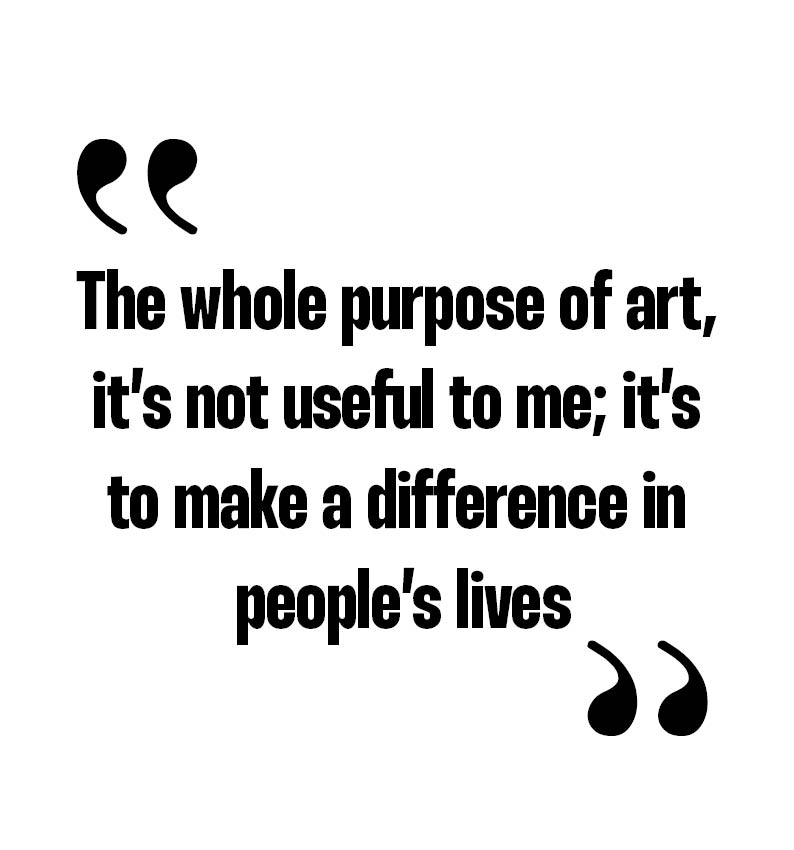 “
The whole purpose of art,
it’s not useful to me; it’s
to make a difference in
people’s lives
”